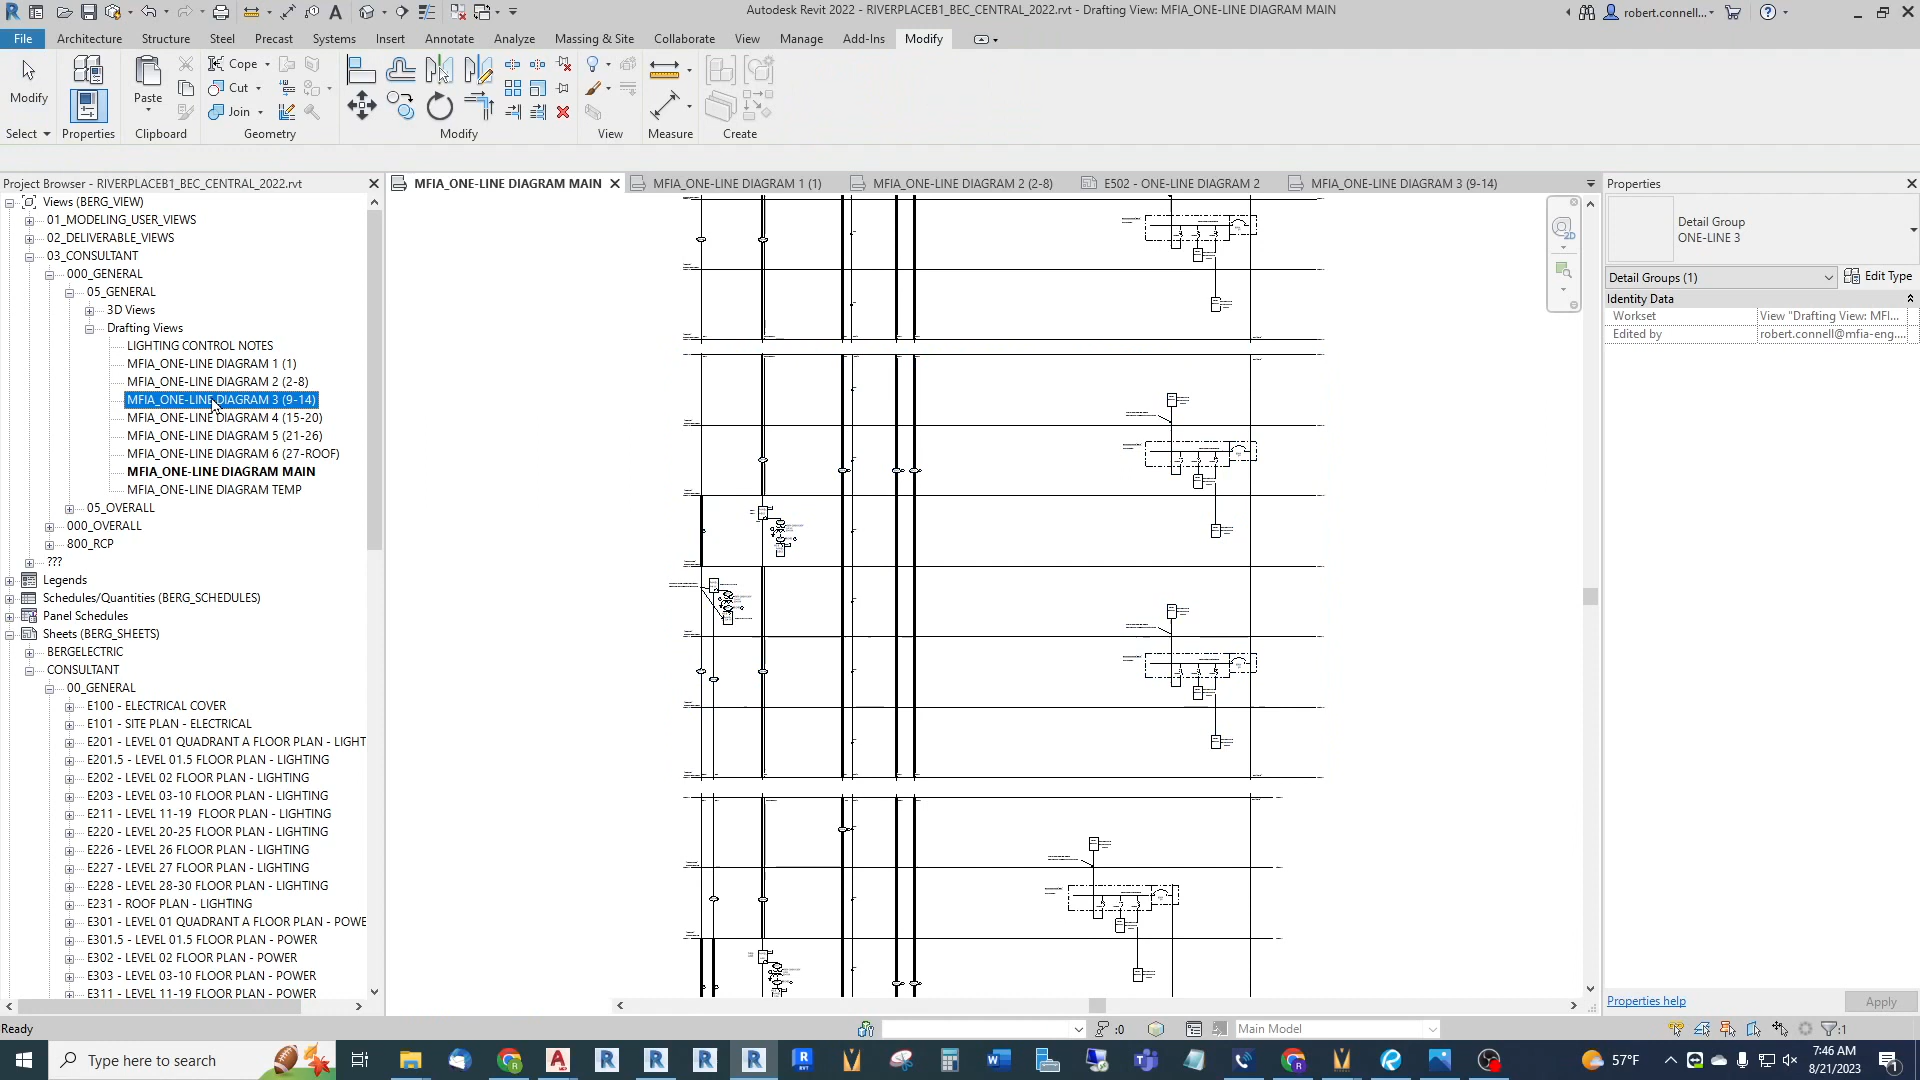 Autodesk Revit 2022 - RIVERPLACEB1_BEC_CENTRAL_2022.rvt - Drafting View: MFIA_ONE-LINE DIAGRAM MAIN
robert.connell...
File Architecture Structure Steel Precast Systems Insert Annotate Analyze Massing & Site Collaborate View Manage Add-Ins Modify
Modify
Paste
Cope
Cut
Join
Select Properties Clipboard Geometry Modify View Measure Create
Project Browser - RIVERPLACEB1_BEC_CENTRAL_2022.rvt
MFIA_ONE-LINE DIAGRAM MAIN
MFIA_ONE-LINE DIAGRAM 1 (1)
MFIA_ONE-LINE DIAGRAM 2 (2-8)
E502 - ONE-LINE DIAGRAM 2
MFIA_ONE-LINE DIAGRAM 3 (9-14)
Views (BERG_VIEW)
01_MODELING_USER_VIEWS
02_DELIVERABLE_VIEWS
03_CONSULTANT
000_GENERAL
05_GENERAL
3D Views
Drafting Views
LIGHTING CONTROL NOTES
MFIA_ONE-LINE DIAGRAM 1 (1)
MFIA_ONE-LINE DIAGRAM 2 (2-8)
MFIA_ONE-LINE DIAGRAM 3 (9-14)
MFIA_ONE-LINE DIAGRAM 4 (15-20)
MFIA_ONE-LINE DIAGRAM 5 (21-26)
MFIA_ONE-LINE DIAGRAM 6 (27-ROOF)
MFIA_ONE-LINE DIAGRAM MAIN
MFIA_ONE-LINE DIAGRAM TEMP
05_OVERALL
000_OVERALL
800_RCP
???
Legends
Schedules/Quantities (BERG_SCHEDULES)
Panel Schedules
Sheets (BERG_SHEETS)
BERGELECTRIC
CONSULTANT
00_GENERAL
E100 - ELECTRICAL COVER
E101 - SITE PLAN - ELECTRICAL
E201 - LEVEL 01 QUADRANT A FLOOR PLAN - LIGHT
E201.5 - LEVEL 01.5 FLOOR PLAN - LIGHTING
E202 - LEVEL 02 FLOOR PLAN - LIGHTING
E203 - LEVEL 03-10 FLOOR PLAN - LIGHTING
E211 - LEVEL 11-19 FLOOR PLAN - LIGHTING
E220 - LEVEL 20-25 FLOOR PLAN - LIGHTING
E226 - LEVEL 26 FLOOR PLAN - LIGHTING
E227 - LEVEL 27 FLOOR PLAN - LIGHTING
E228 - LEVEL 28-30 FLOOR PLAN - LIGHTING
E231 - ROOF PLAN - LIGHTING
E301 - LEVEL 01 QUADRANT A FLOOR PLAN - POWE
E301.5 - LEVEL 01.5 FLOOR PLAN - POWER
E302 - LEVEL 02 FLOOR PLAN - POWER
E303 - LEVEL 03-10 FLOOR PLAN - POWER
E311 - LEVEL 11-19 FLOOR PLAN - POWER
Properties
Detail Group
ONE-LINE 3
Detail Groups (1)
Edit Type
Identity Data
Workset View "Drafting View: MFI...
Edited by robert.connell@mfia-eng....
2D
Properties help
Apply
Ready
:0
Main Model
:1
Type here to search
57°F
7:46 AM
8/21/2023
1